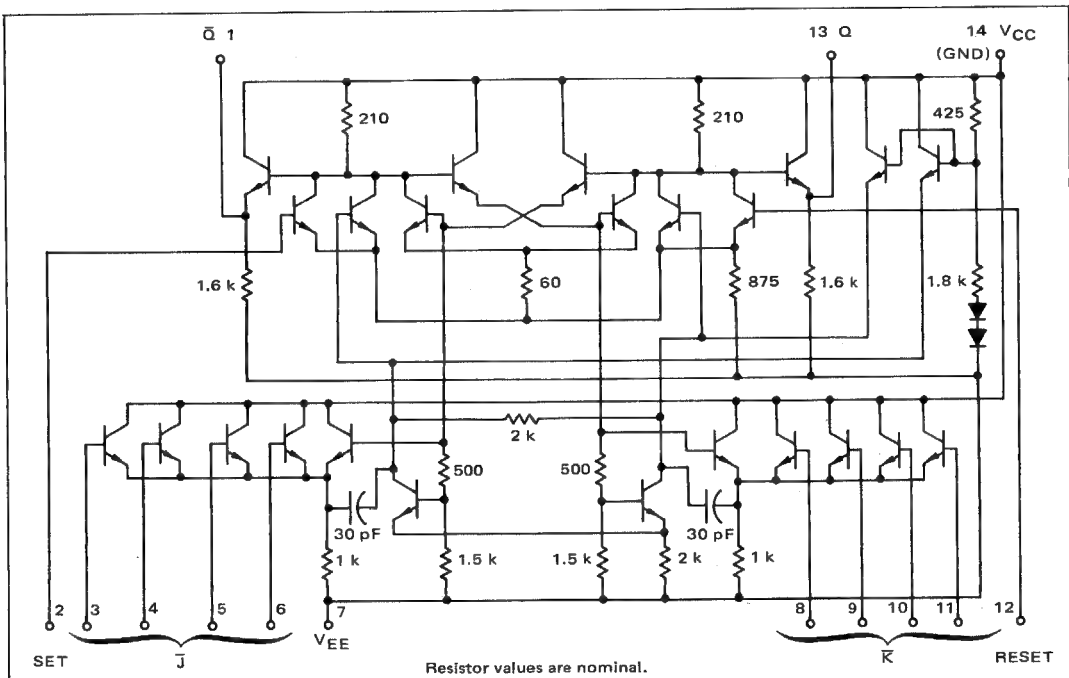 Q̄ 1
13 Q
14 VCC
(GND)
210
210
425
1.6 k
60
875
1.6 k
1.8 k
2 k
500
500
30 pF
30 pF
1 k
1.5 k
1.5 k
2 k
1 k
2 3 4 5 6 7 8 9 10 11 12
SET
J̄
VEE
K̄
RESET
Resistor values are nominal.